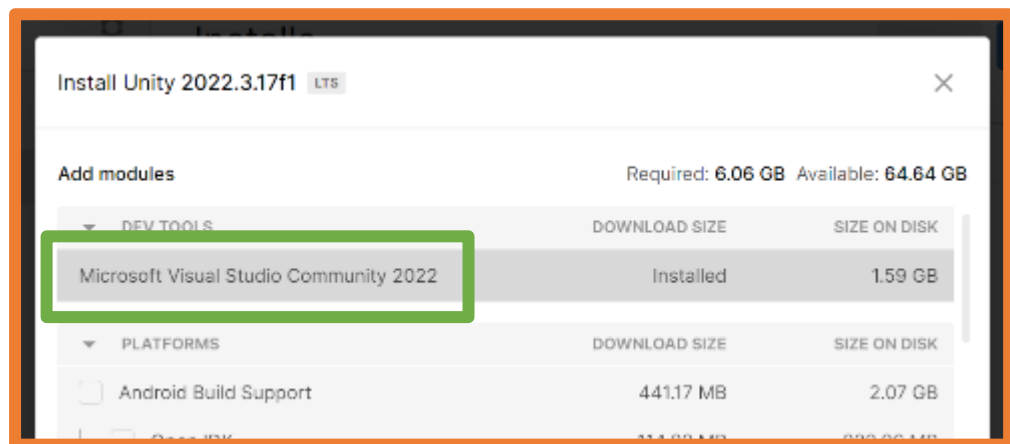 Installs
Install Unity 2022.3.17f1 LTS
Add modules Required: 6.06 GB Available: 64.64 GB
DEV TOOLS DOWNLOAD SIZE SIZE ON DISK
Microsoft Visual Studio Community 2022 Installed 1.59 GB
PLATFORMS DOWNLOAD SIZE SIZE ON DISK
Android Build Support 441.17 MB 2.07 GB